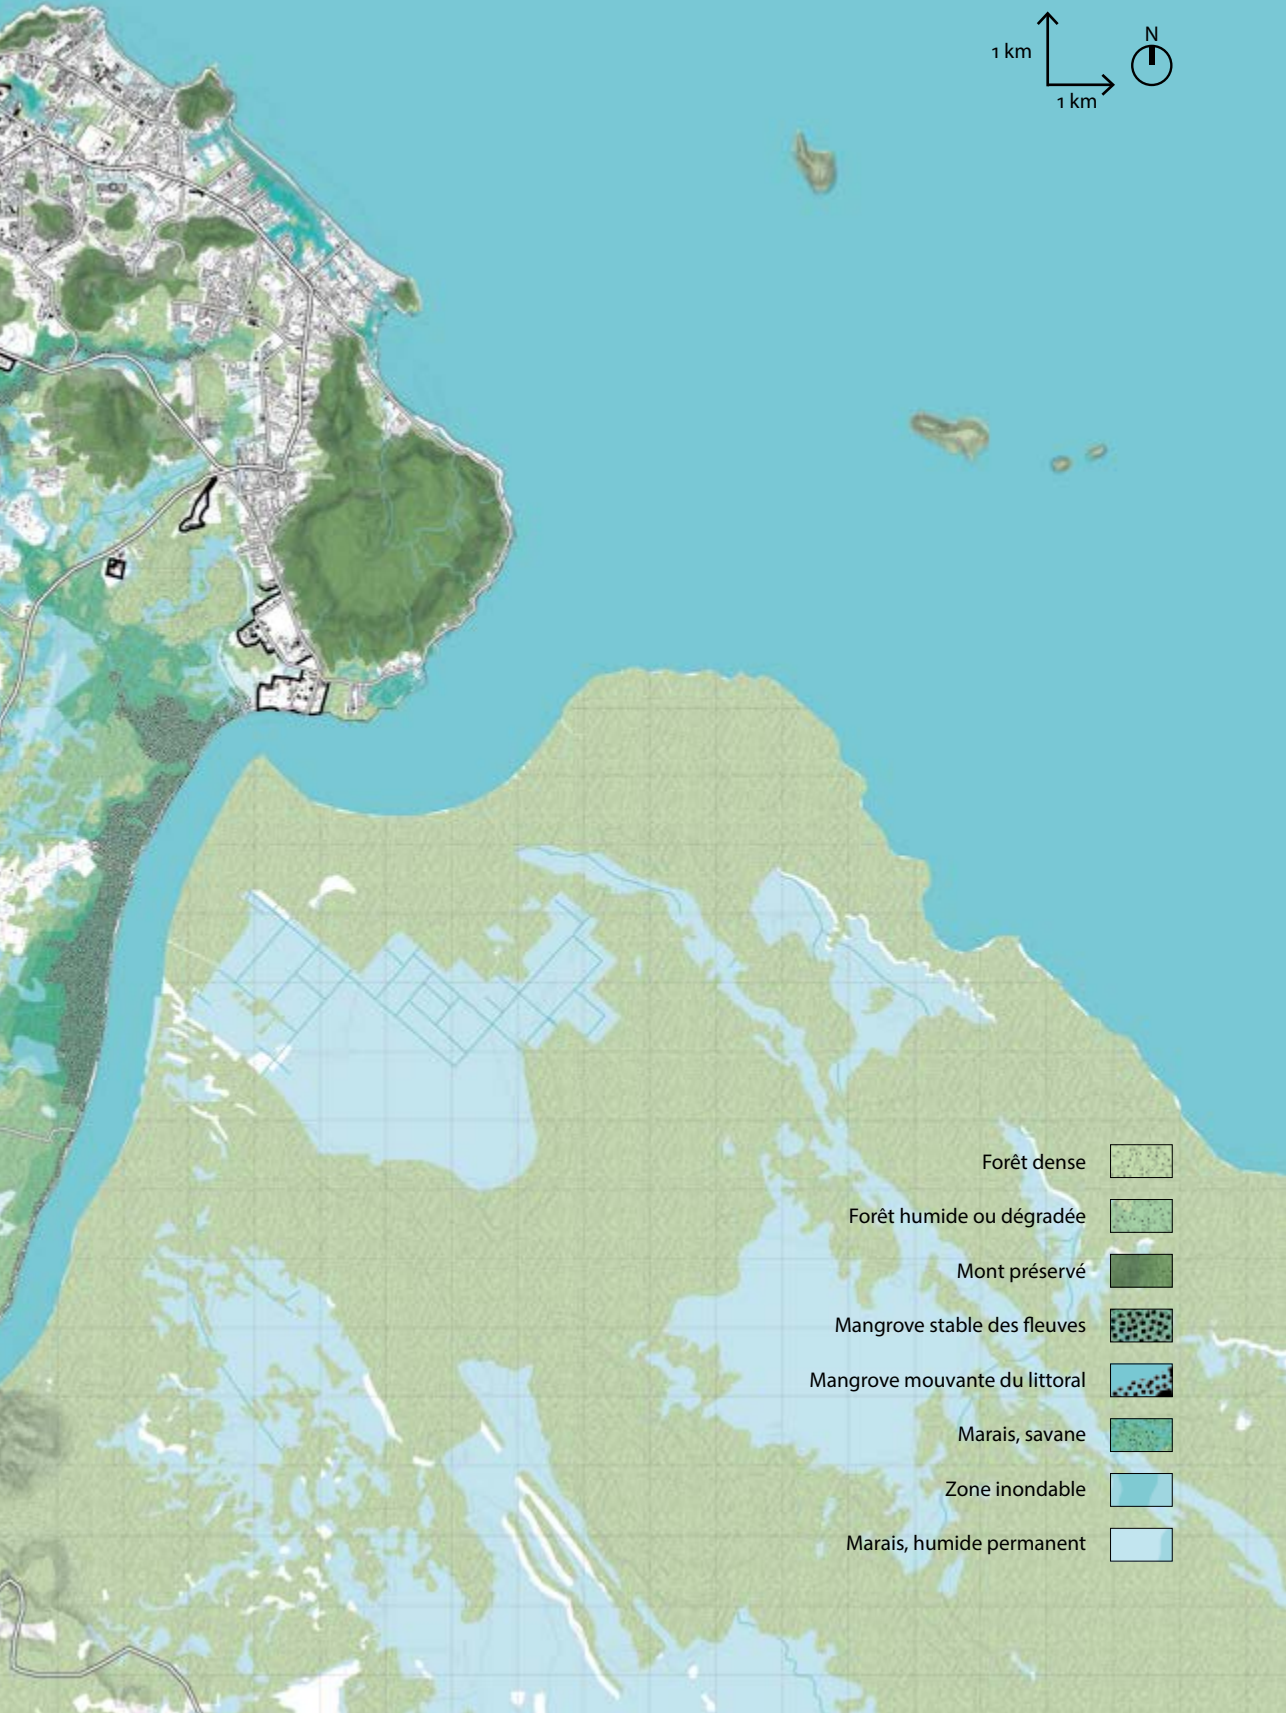 N
1 km
1 km
Forêt dense
Forêt humide ou dégradée
Mont préservé
Mangrove stable des fleuves
Mangrove mouvante du littoral
Marais, savane
Zone inondable
Marais, humide permanent